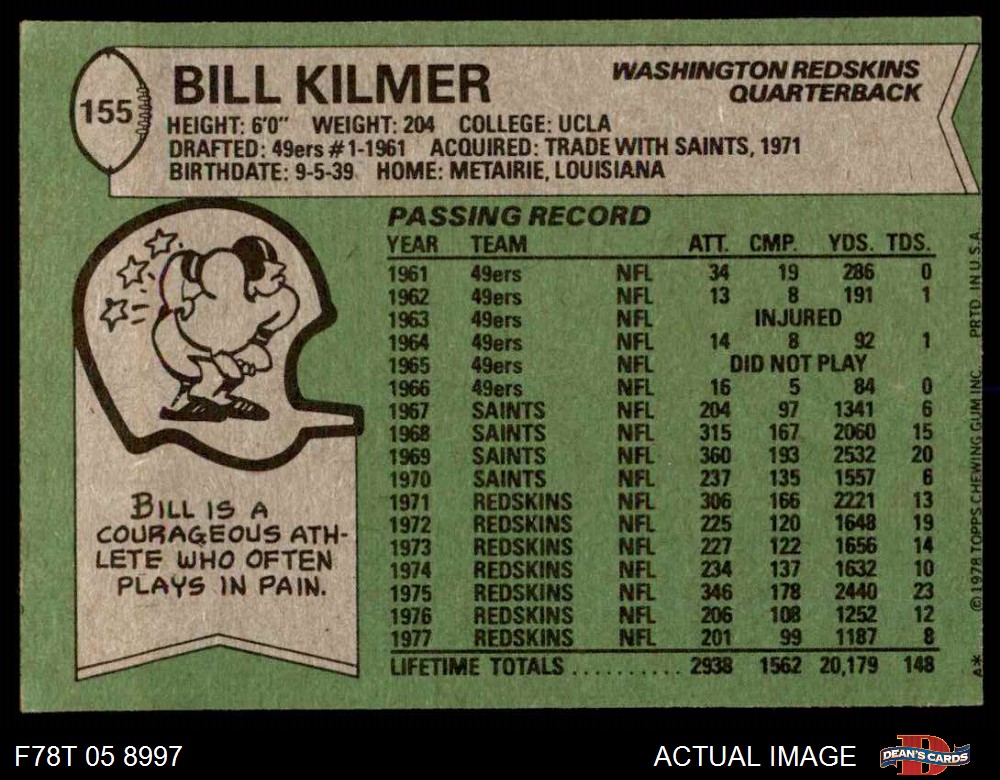 155
BILL KILMER
WASHINGTON REDSKINS
QUARTERBACK
HEIGHT: 6'0" WEIGHT: 204 COLLEGE: UCLA
DRAFTED: 49ers #1-1961 ACQUIRED: TRADE WITH SAINTS, 1971
BIRTHDATE: 9-5-39 HOME: METAIRIE, LOUISIANA
PASSING RECORD
YEAR TEAM ATT. CMP. YDS. TDS.
1961 49ers NFL 34 19 286 0
1962 49ers NFL 13 8 191 1
1963 49ers NFL INJURED
1964 49ers NFL 14 8 92 1
1965 49ers NFL DID NOT PLAY
1966 49ers NFL 16 5 84 0
1967 SAINTS NFL 204 97 1341 6
1968 SAINTS NFL 315 167 2060 15
1969 SAINTS NFL 360 193 2532 20
1970 SAINTS NFL 237 135 1557 6
1971 REDSKINS NFL 306 166 2221 13
1972 REDSKINS NFL 225 120 1648 19
1973 REDSKINS NFL 227 122 1656 14
1974 REDSKINS NFL 234 137 1632 10
1975 REDSKINS NFL 346 178 2440 23
1976 REDSKINS NFL 206 108 1252 12
1977 REDSKINS NFL 201 99 1187 8
LIFETIME TOTALS .......... 2938 1562 20,179 148
BILL IS A
COURAGEOUS ATH-
LETE WHO OFTEN
PLAYS IN PAIN.
A* ©1978 TOPPS CHEWING GUM INC. PRTD IN U.S.A.
F78T 05 8997
ACTUAL IMAGE
D
DEAN'S CARDS